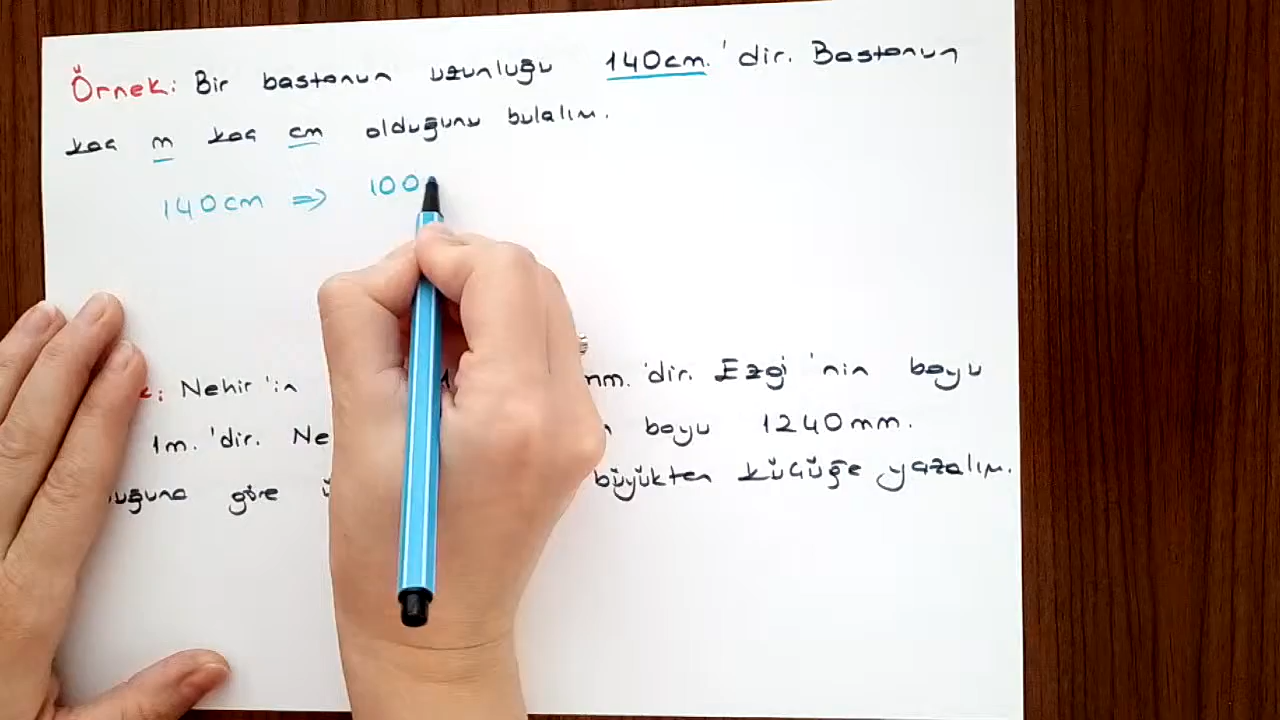 Örnek: Bir bastonun uzunluğu 140cm.'dir. Bastonun
kaç m kaç cm olduğunu bulalım.
140cm ⇒ 100
Nehir'in mm.'dir. Ezgi'nin boyu
1m.'dir. Ne boyu 1240mm.
göre büyükten küçüğe yazalım.